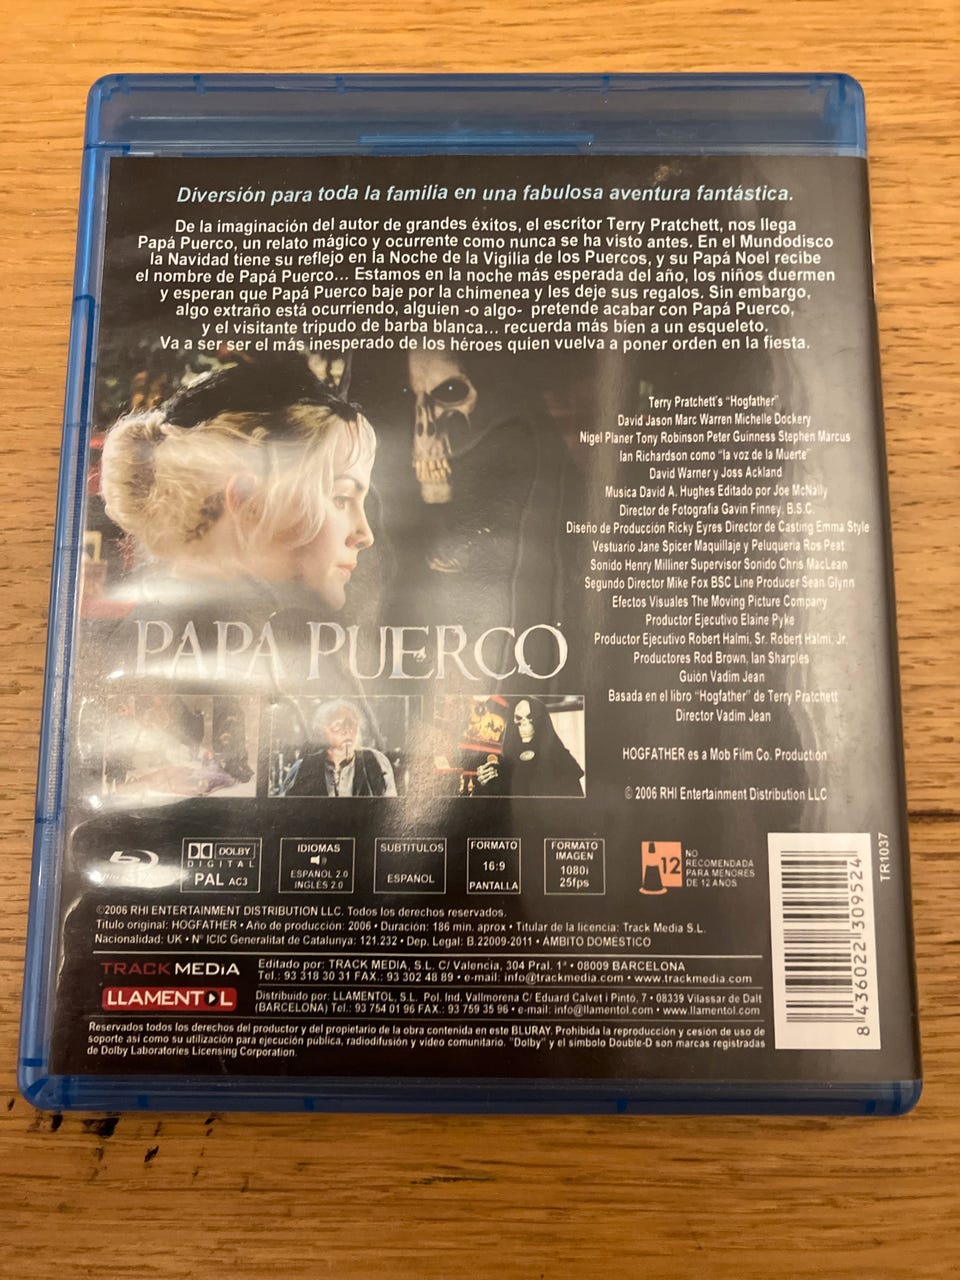 Diversión para toda la familia en una fabulosa aventura fantástica.
De la imaginación del autor de grandes éxitos, el escritor Terry Pratchett, nos llega
Papá Puerco, un relato mágico y ocurrente como nunca se ha visto antes. En el Mundodisco
la Navidad tiene su reflejo en la Noche de la Vigília de los Puercos, y su Papá Noel recibe
el nombre de Papá Puerco... Estamos en la noche más esperada del año, los niños duermen
y esperan que Papá Puerco baje por la chimenea y les deje sus regalos. Sin embargo,
algo extraño está ocurriendo, alguien -o algo- pretende acabar con Papá Puerco,
y el visitante tripudo de barba blanca... recuerda más bien a un esqueleto.
Va a ser ser el más inesperado de los héroes quien vuelva a poner orden en la fiesta.
Terry Pratchett's "Hogfather"
David Jason Marc Warren Michelle Dockery
Nigel Planer Tony Robinson Peter Guinness Stephen Marcus
Ian Richardson como "la voz de la Muerte"
David Warner y Joss Ackland
Musica David A. Hughes Editado por Joe McNally
Director de Fotografia Gavin Finney, B.S.C.
Diseño de Producción Ricky Eyres Director de Casting Emma Style
Vestuario Jane Spicer Maquillaje y Peluqueria Ros Peat
Sonido Henry Milliner Supervisor Sonido Chris MacLean
Segundo Director Mike Fox BSC Line Producer Sean Glynn
Efectos Visuales The Moving Picture Company
Productor Ejecutivo Elaine Pyke
Productor Ejecutivo Robert Halmi, Sr. Robert Halmi, Jr.
Productores Rod Brown, Ian Sharples
Guión Vadim Jean
Basada en el libro "Hogfather" de Terry Pratchett
Director Vadim Jean
HOGFATHER es a Mob Film Co. Production
© 2006 RHI Entertainment Distribution LLC
PAPÁ PUERCO
DOLBY
DIGITAL
PAL AC3
IDIOMAS
ESPAÑOL 2.0
INGLÉS 2.0
SUBTITULOS
ESPAÑOL
FORMATO
16:9
PANTALLA
FORMATO
IMAGEN
1080i
25fps
12
NO
RECOMENDADA
PARA MENORES
DE 12 AÑOS
TR1037
8 436022 309524
©2006 RHI ENTERTAINMENT DISTRIBUTION LLC. Todos los derechos reservados.
Titulo original: HOGFATHER • Año de producción: 2006 • Duración: 186 min. aprox • Titular de la licencia: Track Media S.L.
Nacionalidad: UK • Nº ICIC Generalitat de Catalunya: 121.232 • Dep. Legal: B.22009-2011 • AMBITO DOMÉSTICO
TRACK MEDiA
Editado por: TRACK MEDIA, S.L. C/ Valencia, 304 Pral. 1ª • 08009 BARCELONA
Tel.: 93 318 30 31 FAX.: 93 302 48 89 • e-mail: info@trackmedia.com • www.trackmedia.com
LLAMENTOL
Distribuido por: LLAMENTOL, S.L. Pol. Ind. Vallmorena C/ Eduard Calvet i Pintó, 7 • 08339 Vilassar de Dalt
(BARCELONA) Tel.: 93 754 01 96 FAX: 93 759 35 96 • e-mail: info@llamentol.com • www.llamentol.com
Reservados todos los derechos del productor y del propietario de la obra contenida en este BLURAY. Prohibida la reproducción y cesión de uso de
soporte asi como su utilización para ejecución pública, radiodifusión y video comunitario. "Dolby" y el símbolo Double-D son marcas registradas
de Dolby Laboratories Licensing Corporation.